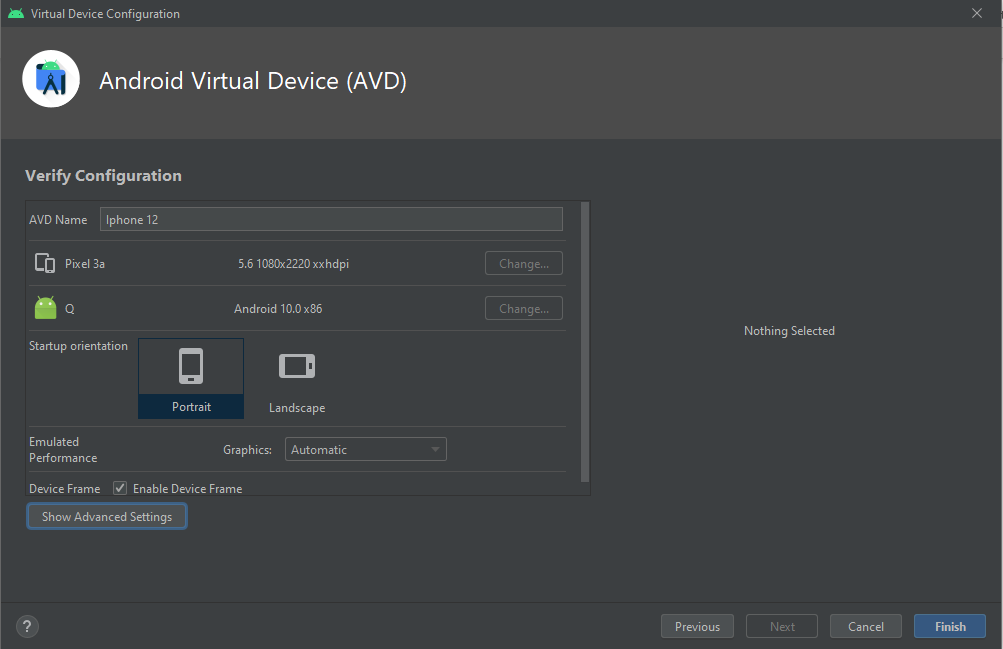 Virtual Device Configuration
Android Virtual Device (AVD)
Verify Configuration
AVD Name Iphone 12
Pixel 3a 5.6 1080x2220 xxhdpi Change...
Q Android 10.0 x86 Change...
Startup orientation
Portrait Landscape
Emulated Performance Graphics: Automatic
Device Frame Enable Device Frame
Show Advanced Settings
Nothing Selected
? Previous Next Cancel Finish